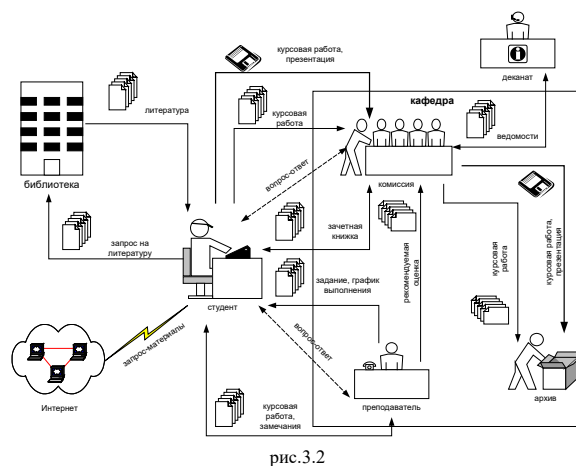 курсовая работа,
презентация
деканат
кафедра
литература
курсовая
работа
ведомости
библиотека
вопрос-ответ
комиссия
запрос на
литературу
зачетная
книжка
рекомендуемая
оценка
курсовая
работа
курсовая работа,
презентация
задание, график
выполнения
студент
запрос-материалы
вопрос-ответ
Интернет
преподаватель
архив
курсовая
работа,
замечания
рис.3.2